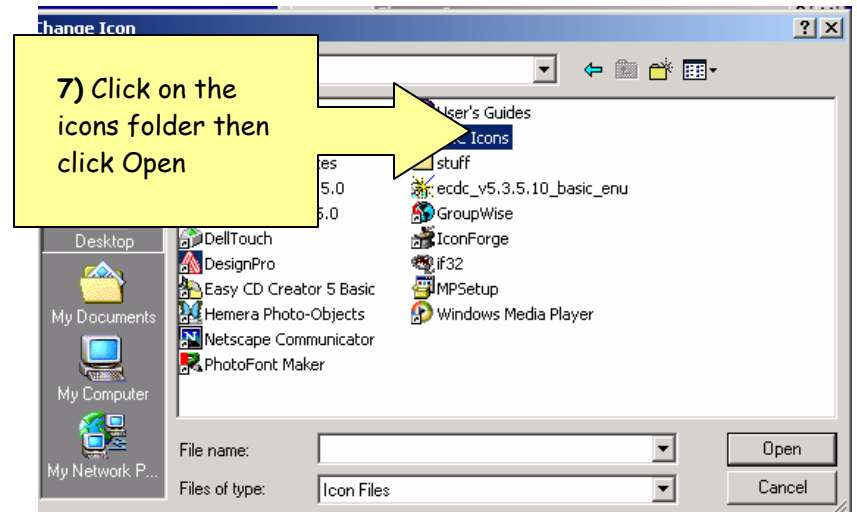 Change Icon
7) Click on the
icons folder then
click Open
User's Guides
Icons
stuff
5.0
ecdc_v5.3.5.10_basic_enu
5.0
GroupWise
Desktop
DellTouch
IconForge
DesignPro
if32
Easy CD Creator 5 Basic
MPSetup
My Documents
Hemera Photo-Objects
Windows Media Player
Netscape Communicator
PhotoFont Maker
My Computer
My Network P...
File name:
Open
Files of type:
Icon Files
Cancel